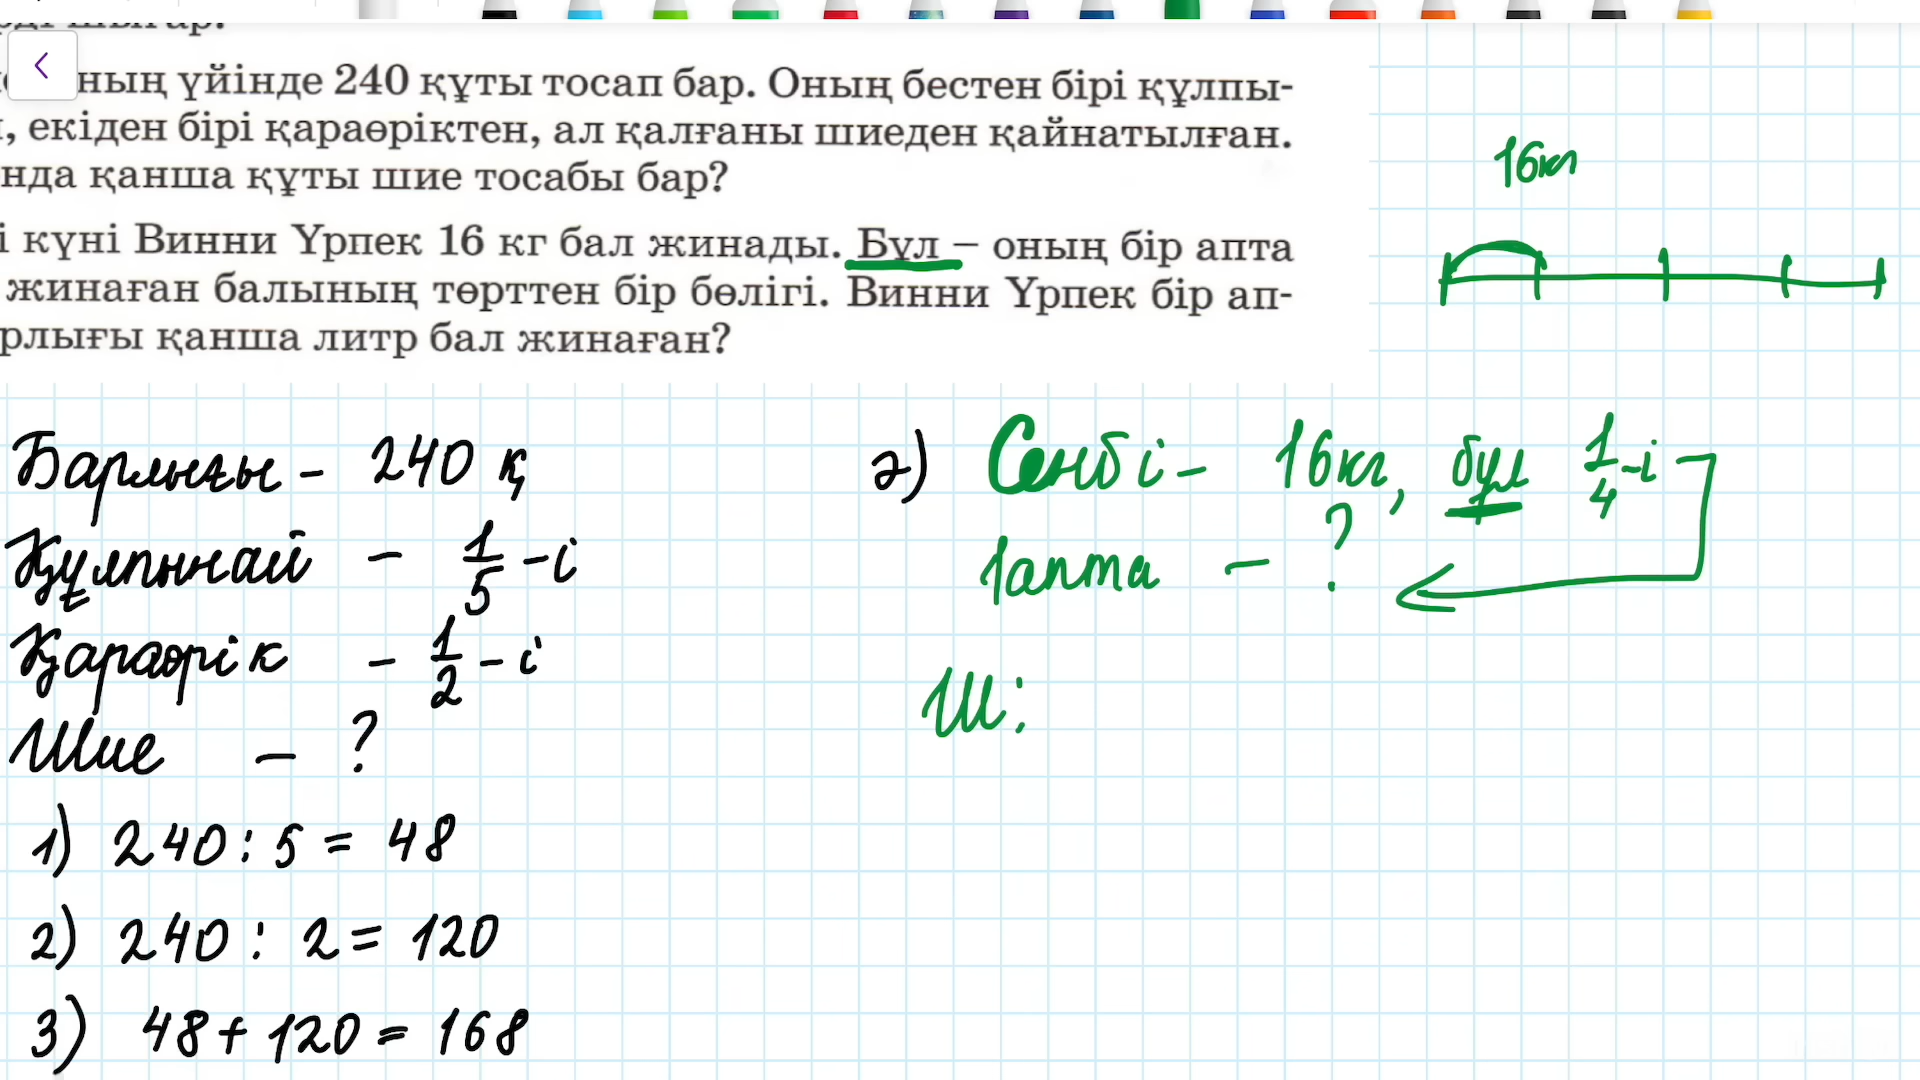 ның үйінде 240 құты тосап бар. Оның бестен бірі құлпы-
, екіден бірі қараөріктен, ал қалғаны шиеден қайнатылған.
нда қанша құты шие тосабы бар?
і күні Винни Үрпек 16 кг бал жинады. Бұл – оның бір апта
жинаған балының төрттен бір бөлігі. Винни Үрпек бір ап-
рлығы қанша литр бал жинаған?
16кг
Барлығы – 240 қ
Құлпынай – 1/5 -і
Қараөрік – 1/2 -і
Шие – ?
1) 240 : 5 = 48
2) 240 : 2 = 120
3) 48 + 120 = 168
ә) Сенбі – 16кг, бұл 1/4 -і
1апта – ?
Ш: